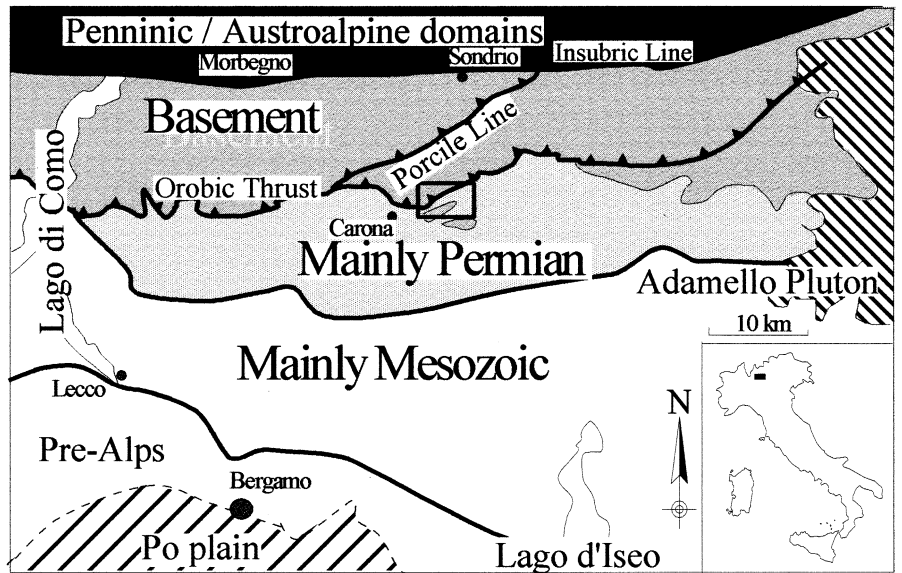 Penninic / Austroalpine domains
Morbegno
Sondrio
Insubric Line
Basement
Porcile Line
Lago di Como
Orobic Thrust
Carona
Mainly Permian
Adamello Pluton
10 km
Mainly Mesozoic
Lecco
N
Pre-Alps
Bergamo
Po plain
Lago d'Iseo